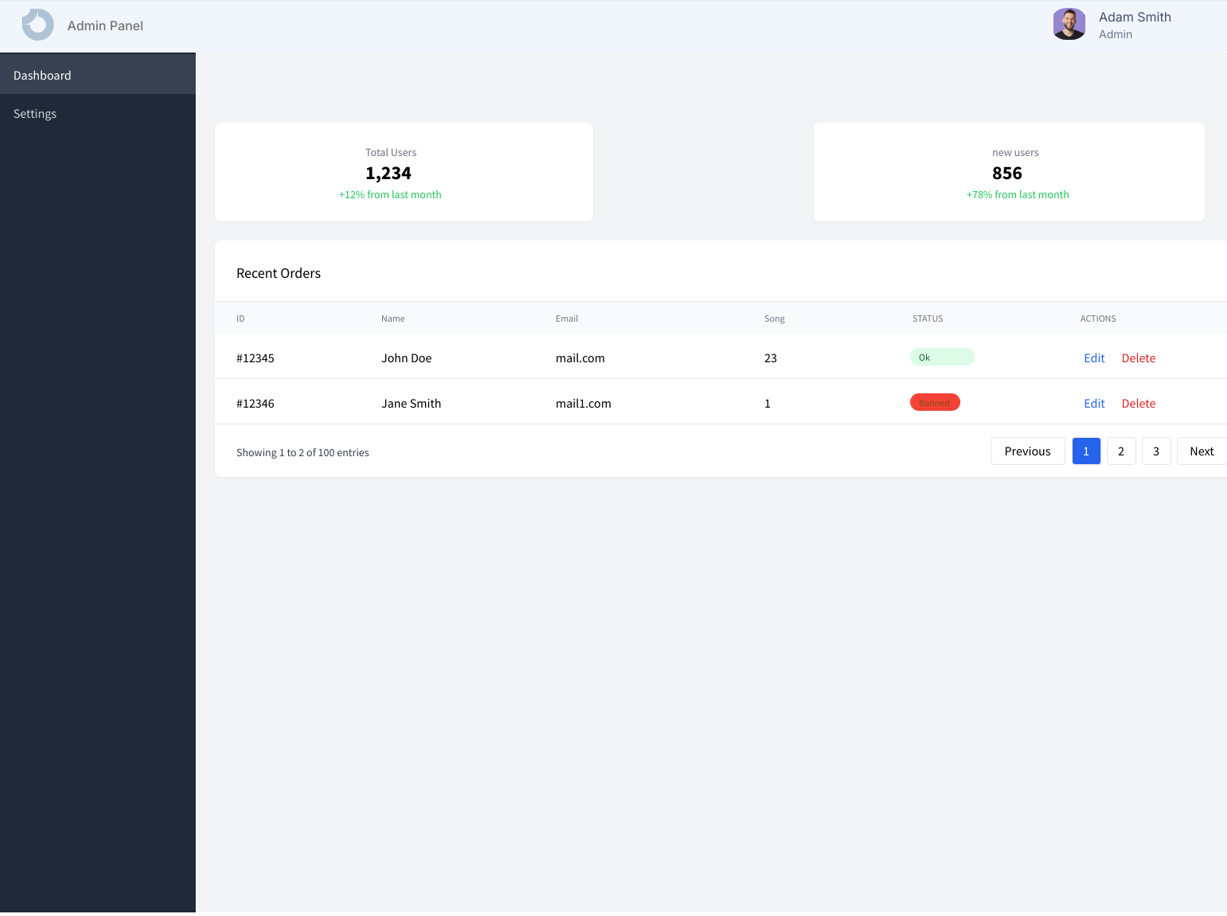 Admin Panel
Adam Smith
Admin
Dashboard
Settings
Total Users
1,234
+12% from last month
new users
856
+78% from last month
Recent Orders
ID Name Email Song STATUS ACTIONS
#12345 John Doe mail.com 23 Ok Edit Delete
#12346 Jane Smith mail1.com 1 Banned Edit Delete
Showing 1 to 2 of 100 entries
Previous 1 2 3 Next